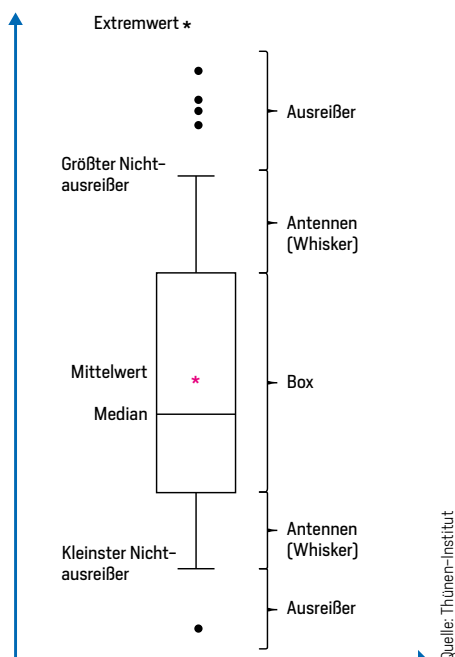 Extremwert *
Ausreißer
Größter Nicht-
ausreißer
Antennen
(Whisker)
Mittelwert
*
Box
Median
Antennen
(Whisker)
Kleinster Nicht-
ausreißer
Ausreißer
Quelle: Thünen-Institut